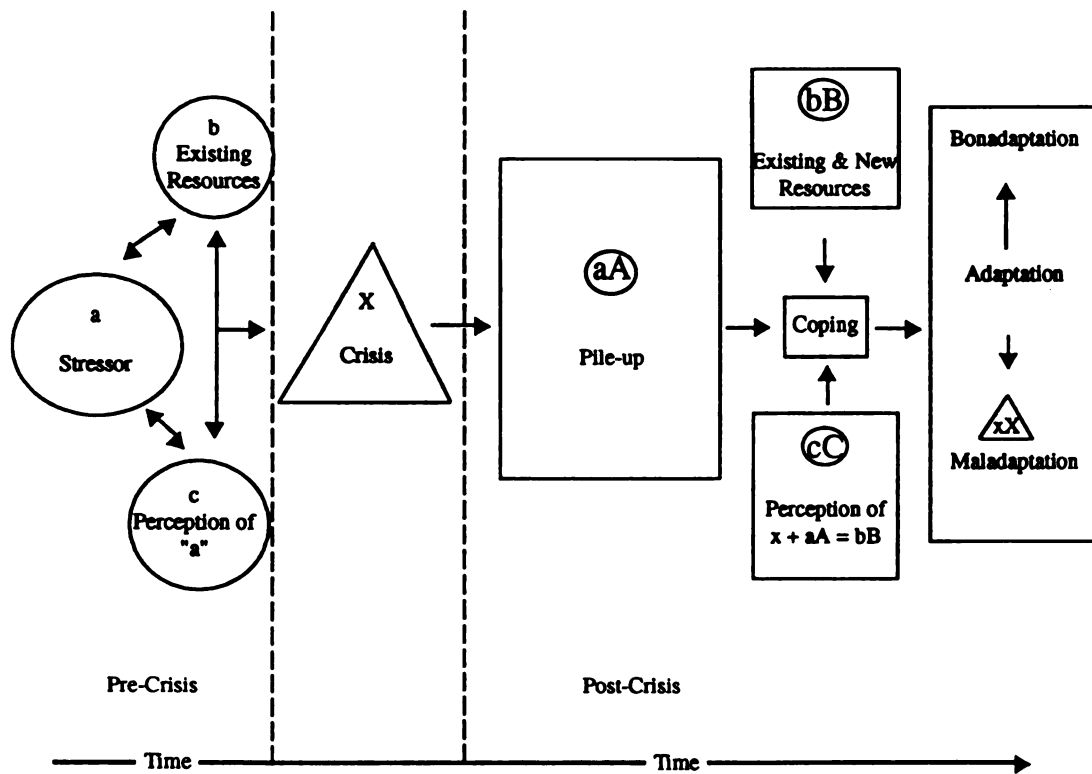 b
Existing
Resources
a
Stressor
c
Perception of
"a"
X
Crisis
aA
Pile-up
bB
Existing & New
Resources
Coping
cC
Perception of
x + aA = bB
Bonadaptation
Adaptation
xX
Maladaptation
Pre-Crisis
Post-Crisis
Time
Time